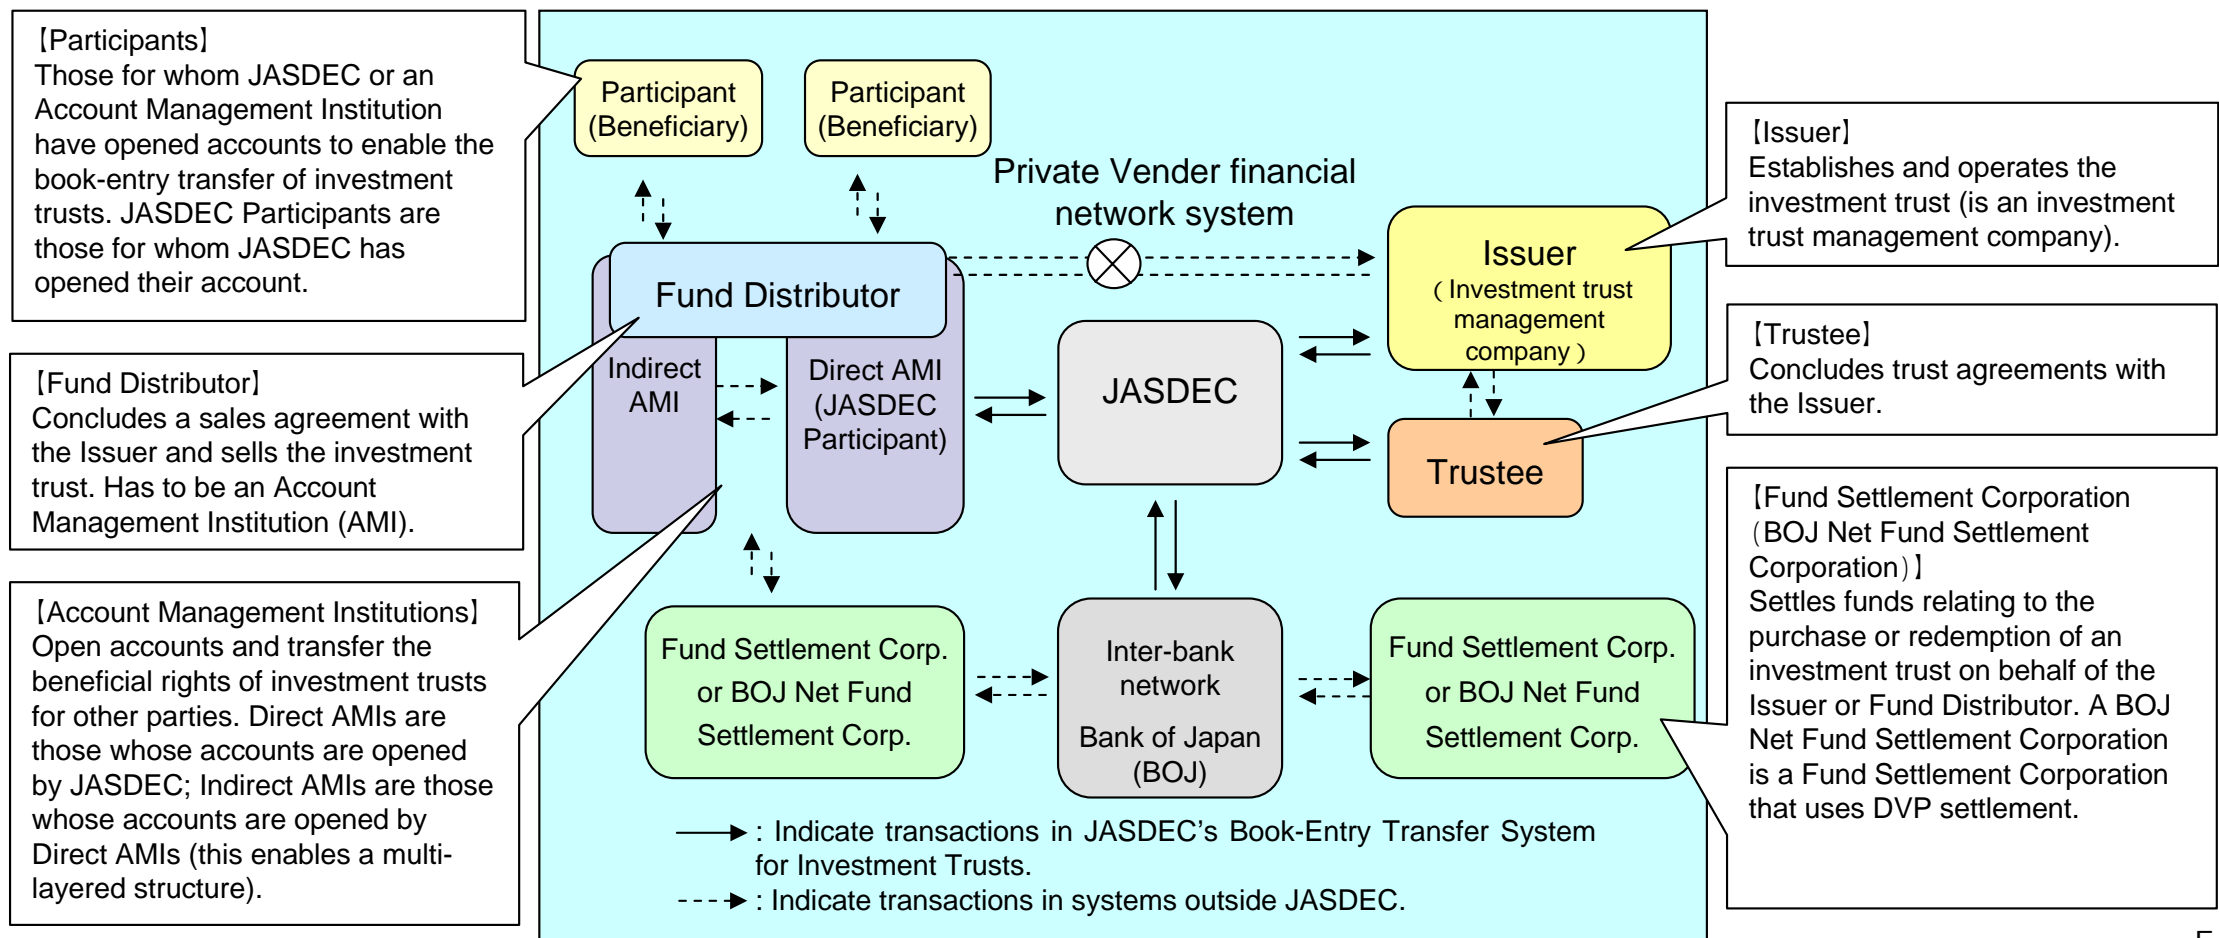 【Participants】
Those for whom JASDEC or an
Account Management Institution
have opened accounts to enable the
book-entry transfer of investment
trusts. JASDEC Participants are
those for whom JASDEC has
opened their account.
【Fund Distributor】
Concludes a sales agreement with
the Issuer and sells the investment
trust. Has to be an Account
Management Institution (AMI).
【Account Management Institutions】
Open accounts and transfer the
beneficial rights of investment trusts
for other parties. Direct AMIs are
those whose accounts are opened
by JASDEC; Indirect AMIs are those
whose accounts are opened by
Direct AMIs (this enables a multi-
layered structure).
Participant
(Beneficiary)
Participant
(Beneficiary)
Private Vender financial
network system
Fund Distributor
Indirect
AMI
Direct AMI
(JASDEC
Participant)
JASDEC
Issuer
(Investment trust
management
company)
Trustee
Fund Settlement Corp.
or BOJ Net Fund
Settlement Corp.
Inter-bank
network
Bank of Japan
(BOJ)
Fund Settlement Corp.
or BOJ Net Fund
Settlement Corp.
: Indicate transactions in JASDEC's Book-Entry Transfer System
for Investment Trusts.
: Indicate transactions in systems outside JASDEC.
【Issuer】
Establishes and operates the
investment trust (is an investment
trust management company).
【Trustee】
Concludes trust agreements with
the Issuer.
【Fund Settlement Corporation
(BOJ Net Fund Settlement
Corporation)】
Settles funds relating to the
purchase or redemption of an
investment trust on behalf of the
Issuer or Fund Distributor. A BOJ
Net Fund Settlement Corporation
is a Fund Settlement Corporation
that uses DVP settlement.